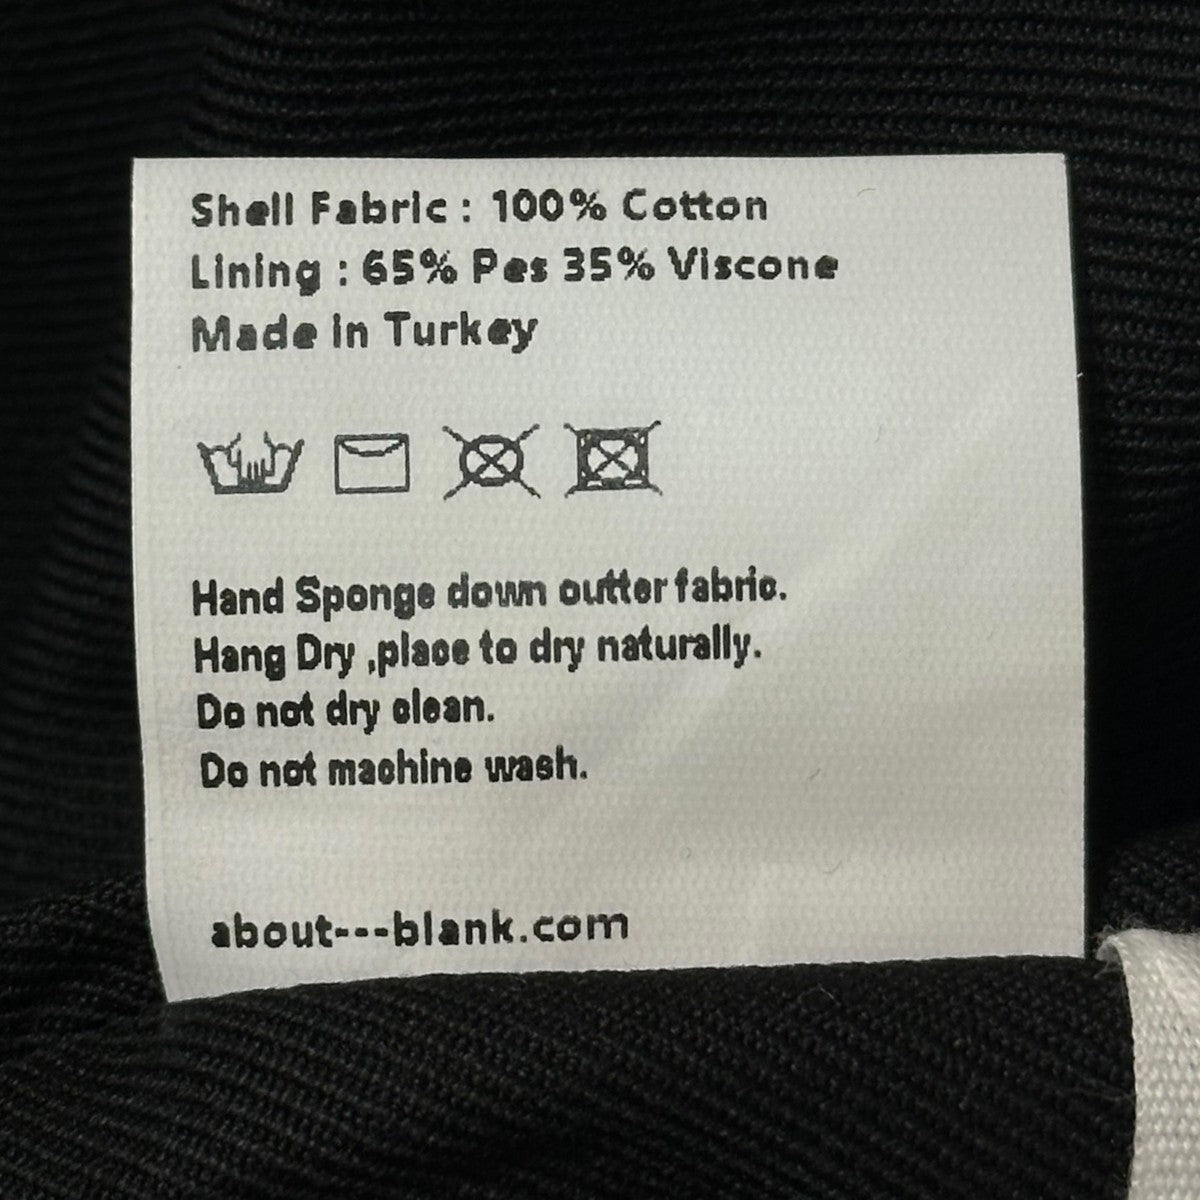 Shell Fabric : 100% Cotton
Lining : 65% Pes 35% Viscone
Made in Turkey
Hand Sponge down outter fabric.
Hang Dry ,place to dry naturally.
Do not dry clean.
Do not machine wash.
about---blank.com